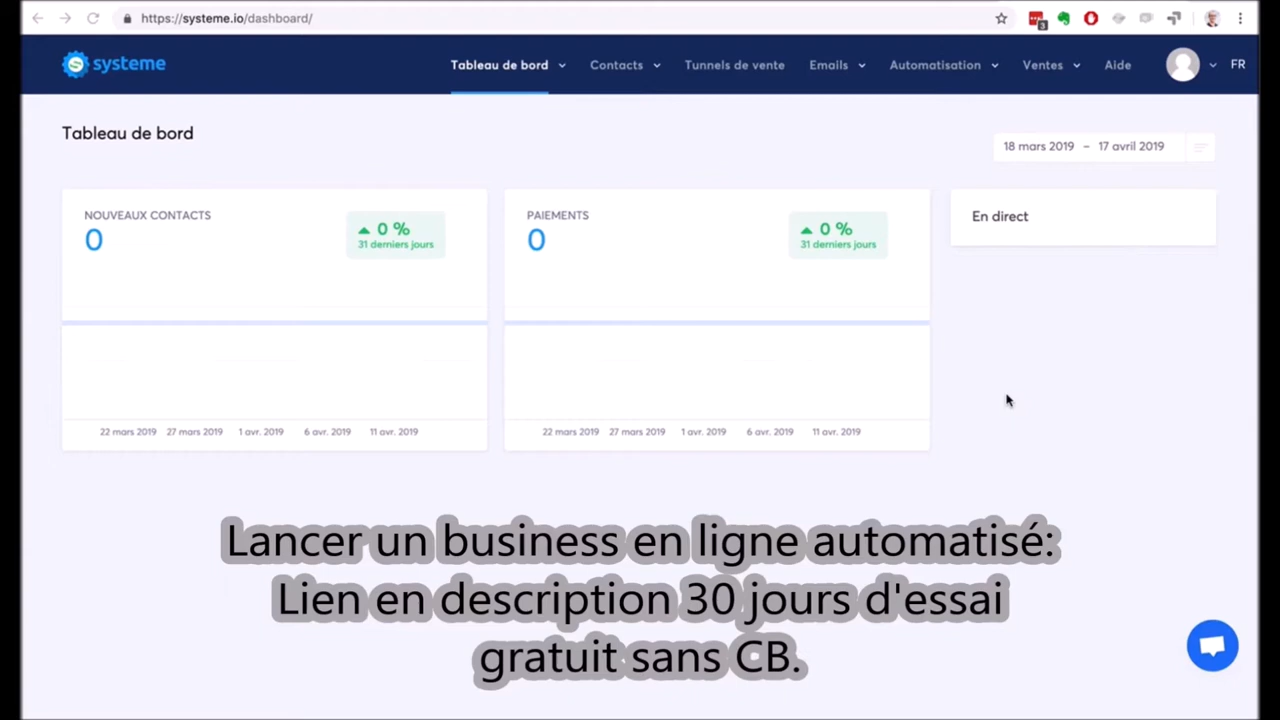 https://systeme.io/dashboard/
3
systeme
Tableau de bord Contacts Tunnels de vente Emails Automatisation Ventes Aide FR
Tableau de bord
18 mars 2019 – 17 avril 2019
NOUVEAUX CONTACTS
0
0 %
31 derniers jours
22 mars 2019 27 mars 2019 1 avr. 2019 6 avr. 2019 11 avr. 2019
PAIEMENTS
0
0 %
31 derniers jours
22 mars 2019 27 mars 2019 1 avr. 2019 6 avr. 2019 11 avr. 2019
En direct
Lancer un business en ligne automatisé:
Lien en description 30 jours d'essai
gratuit sans CB.